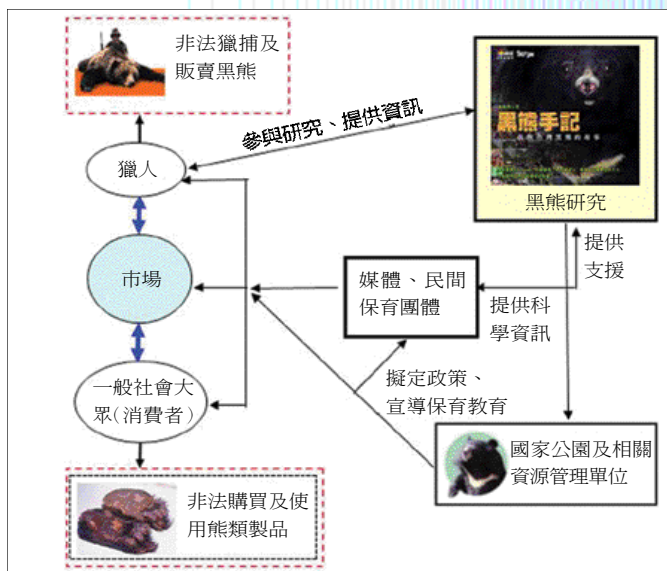 非法獵捕及
販賣黑熊
參與研究、提供資訊
黑熊手記
黑熊研究
獵人
提供
支援
市場
媒體、民間
保育團體
提供科
學資訊
一般社會大
眾(消費者)
擬定政策、
宣導保育教育
國家公園及相關
資源管理單位
非法購買及使
用熊類製品